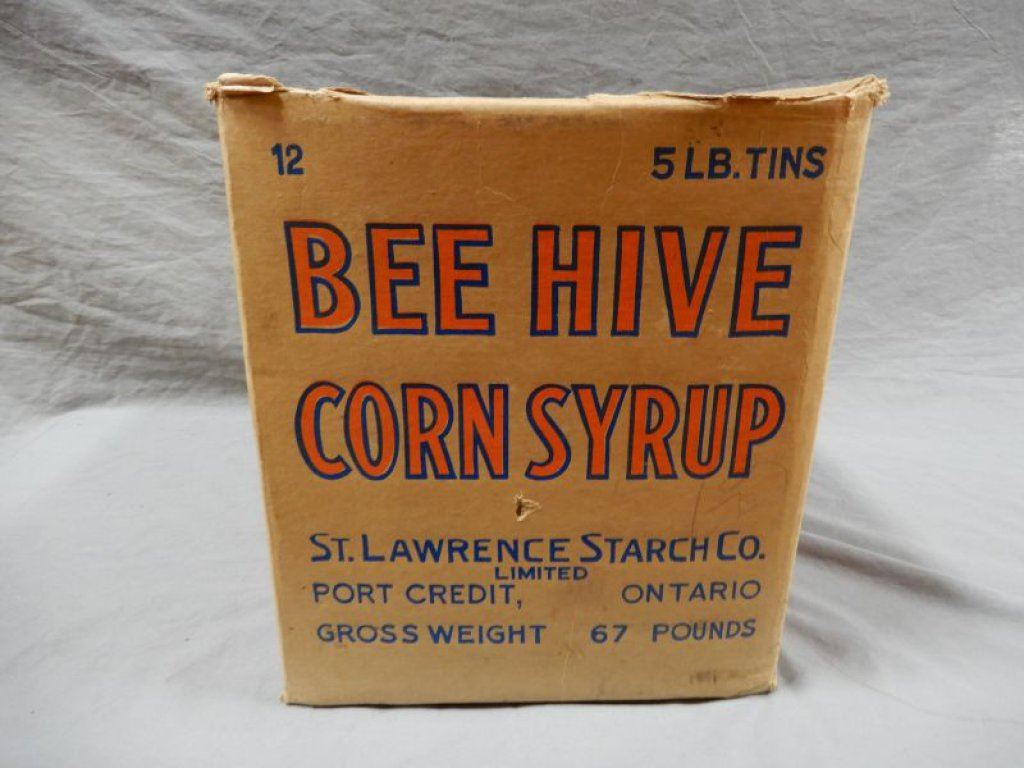 12 5 LB. TINS
BEE HIVE
CORN SYRUP
ST. LAWRENCE STARCH CO.
LIMITED
PORT CREDIT, ONTARIO
GROSS WEIGHT 67 POUNDS